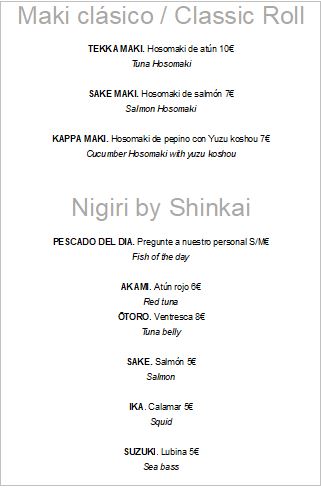 Maki clásico / Classic Roll
TEKKA MAKI. Hosomaki de atún 10€
Tuna Hosomaki
SAKE MAKI. Hosomaki de salmón 7€
Salmon Hosomaki
KAPPA MAKI. Hosomaki de pepino con Yuzu koshou 7€
Cucumber Hosomaki with yuzu koshou
Nigiri by Shinkai
PESCADO DEL DIA. Pregunte a nuestro personal S/M€
Fish of the day
AKAMI. Atún rojo 6€
Red tuna
ŌTORO. Ventresca 8€
Tuna belly
SAKE. Salmón 5€
Salmon
IKA. Calamar 5€
Squid
SUZUKI. Lubina 5€
Sea bass